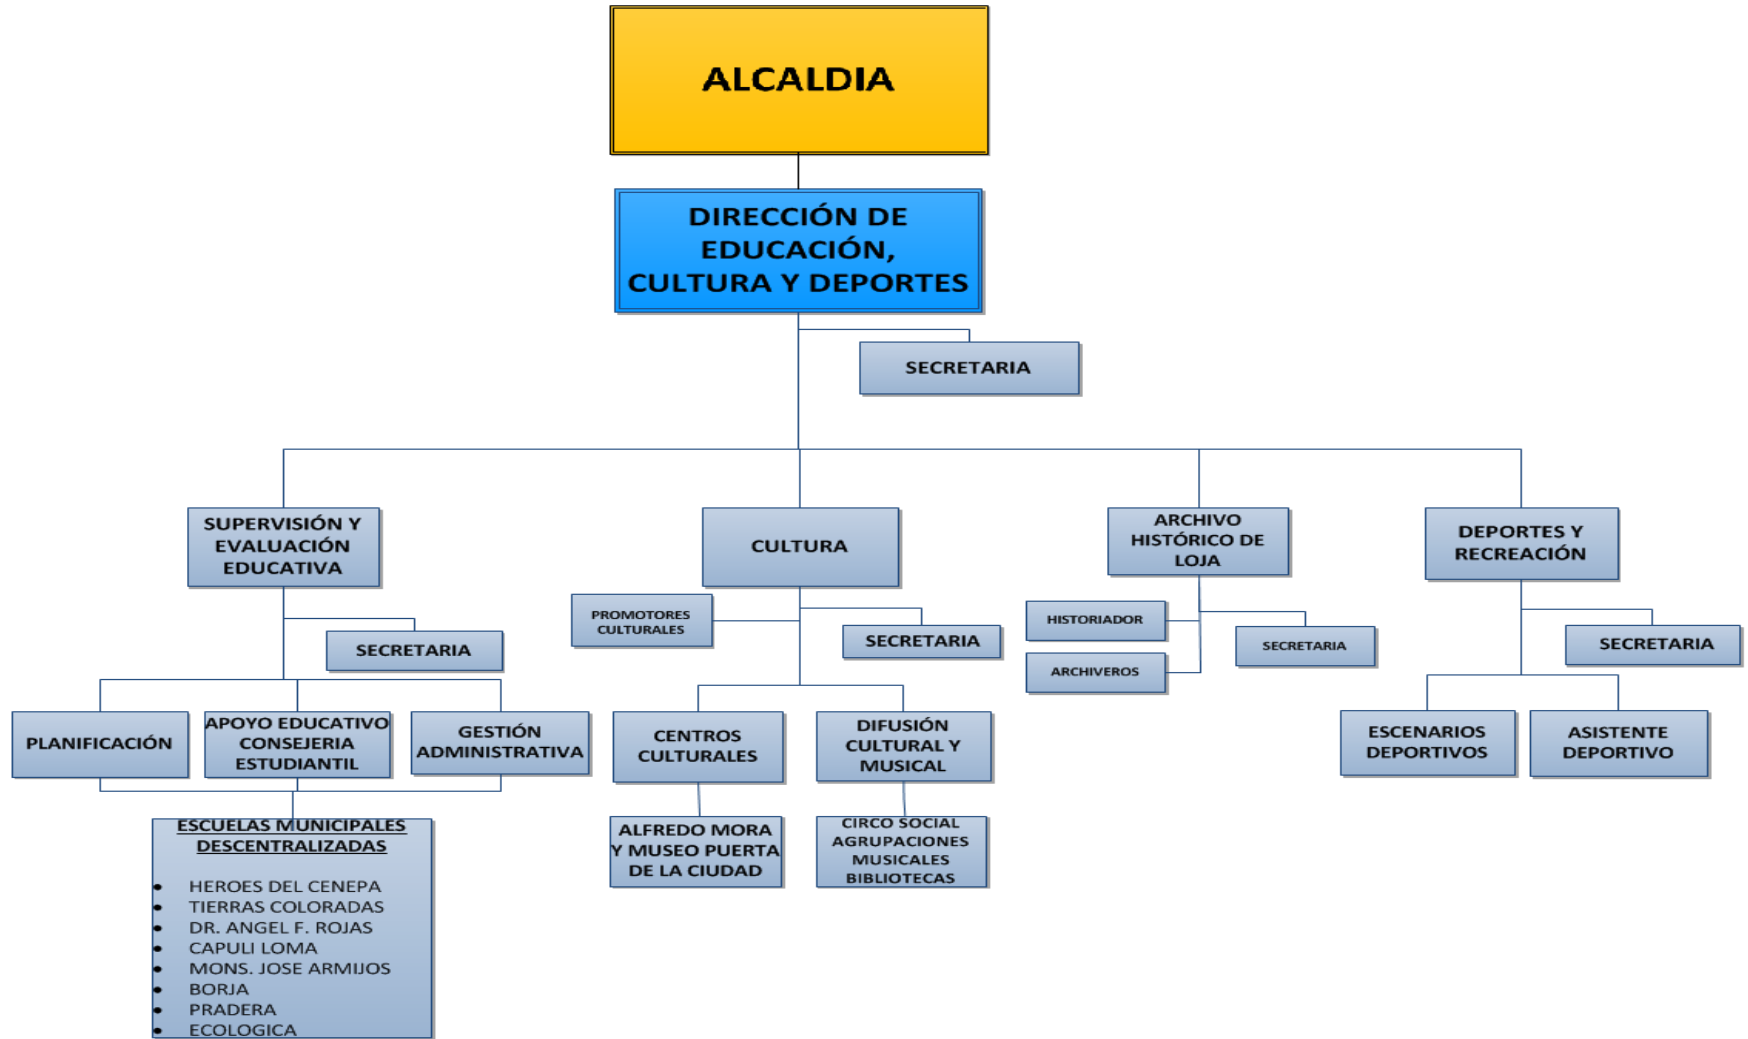 ALCALDIA
DIRECCIÓN DE
EDUCACIÓN,
CULTURA Y DEPORTES
SECRETARIA
SUPERVISIÓN Y
EVALUACIÓN
EDUCATIVA
CULTURA
ARCHIVO
HISTÓRICO DE
LOJA
DEPORTES Y
RECREACIÓN
SECRETARIA
PROMOTORES
CULTURALES
SECRETARIA
HISTORIADOR
ARCHIVEROS
SECRETARIA
SECRETARIA
PLANIFICACIÓN
APOYO EDUCATIVO
CONSEJERIA
ESTUDIANTIL
GESTIÓN
ADMINISTRATIVA
CENTROS
CULTURALES
DIFUSIÓN
CULTURAL Y
MUSICAL
ESCENARIOS
DEPORTIVOS
ASISTENTE
DEPORTIVO
ESCUELAS MUNICIPALES
DESCENTRALIZADAS
• HEROES DEL CENEPA
• TIERRAS COLORADAS
• DR. ANGEL F. ROJAS
• CAPULI LOMA
• MONS. JOSE ARMIJOS
• BORJA
• PRADERA
• ECOLOGICA
ALFREDO MORA
Y MUSEO PUERTA
DE LA CIUDAD
CIRCO SOCIAL
AGRUPACIONES
MUSICALES
BIBLIOTECAS